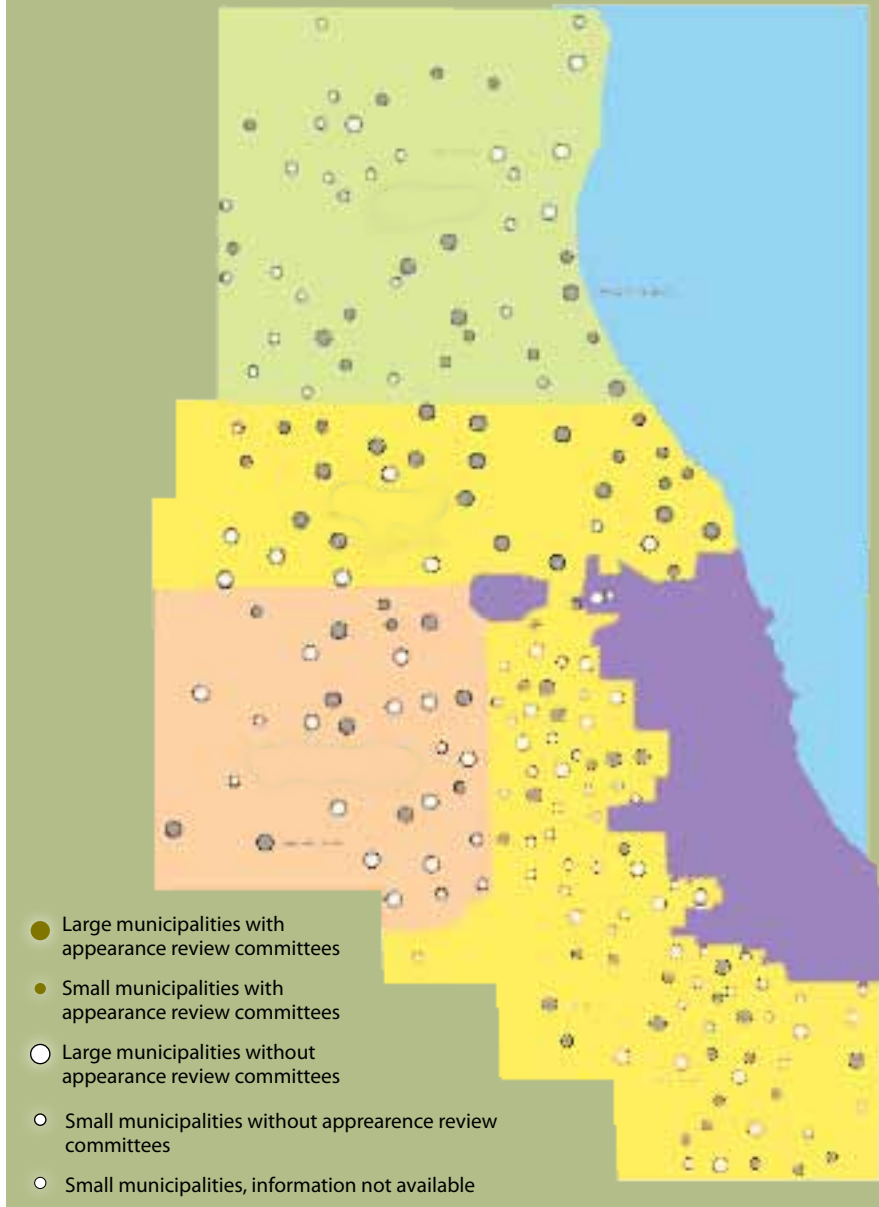 Large municipalities with
appearance review committees
Small municipalities with
appearance review committees
Large municipalities without
appearance review committees
Small municipalities without apprearence review
committees
Small municipalities, information not available